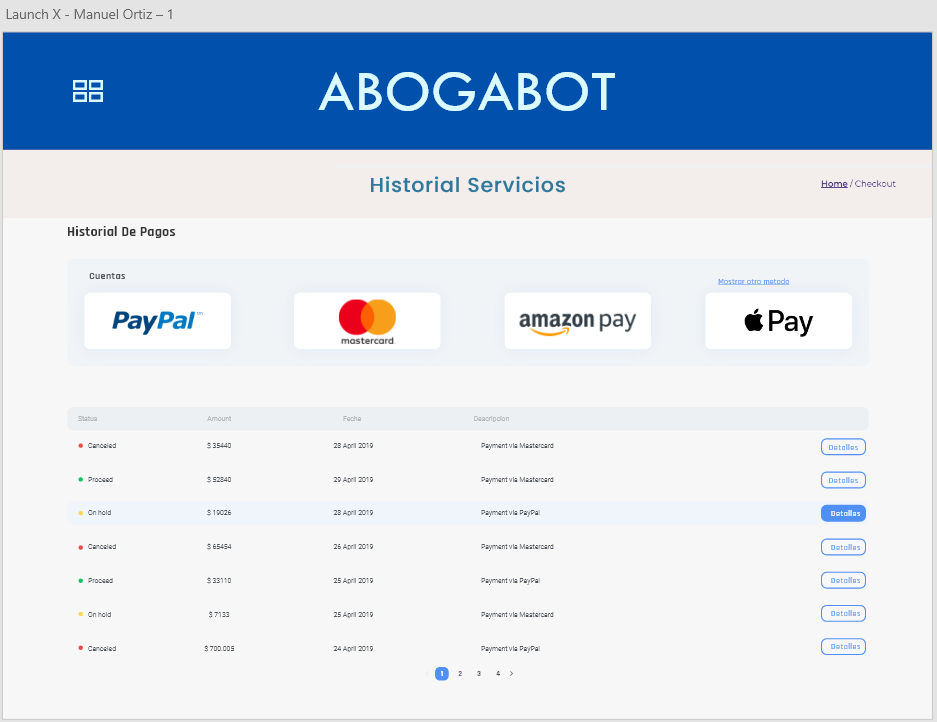 Launch X - Manuel Ortiz – 1
ABOGABOT
Historial Servicios
Home / Checkout
Historial De Pagos
Cuentas
Mostrar otro metodo
PayPal™
mastercard.
amazon pay
Pay
Status Amount Feche Descripcion
Canceled $ 35440 28 April 2019 Payment via Mastercard Detalles
Proceed $ 52840 29 April 2019 Payment via Mastercard Detalles
On hold $ 19026 28 April 2019 Payment via PayPal Detalles
Canceled $ 65454 26 April 2019 Payment via Mastercard Detalles
Proceed $ 33110 25 April 2019 Payment via PayPal Detalles
On hold $ 7133 25 April 2019 Payment via Mastercard Detalles
Canceled $ 700.005 24 April 2019 Payment via PayPal Detalles
1 2 3 4 >